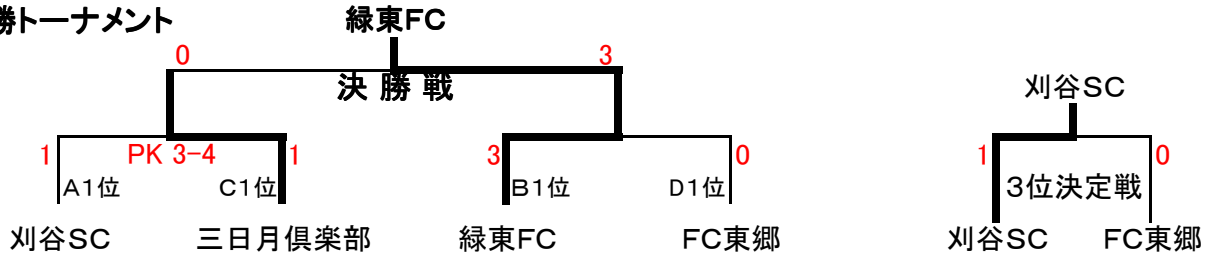 勝トーナメント
緑東FC
0
3
決勝戦
刈谷SC
1
PK 3-4
1
3
0
1
0
A1位
C1位
B1位
D1位
3位決定戦
刈谷SC
三日月倶楽部
緑東FC
FC東郷
刈谷SC
FC東郷